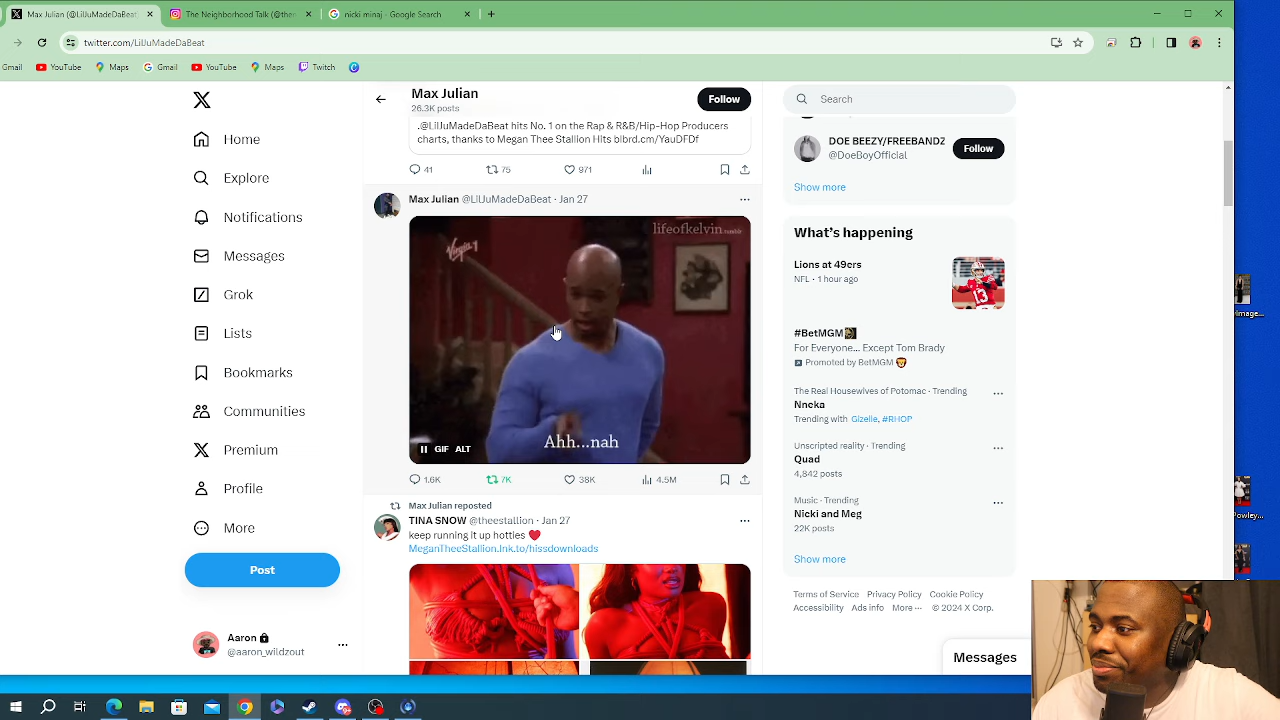 Max Julian (@LilJuMadeDaBeat
The Neighborhood Talk (@the
nicki minaj - Google Search
twitter.com/LilJuMadeDaBeat
Gmail
YouTube
Maps
Gmail
YouTube
Maps
Twitch
Home
Explore
Notifications
Messages
Grok
Lists
Bookmarks
Communities
Premium
Profile
More
Post
Aaron
@aaron_wildzout
Max Julian
26.3K posts
Follow
.@LilJuMadeDaBeat hits No. 1 on the Rap & R&B/Hip-Hop Producers
charts, thanks to Megan Thee Stallion Hits blbrd.cm/YauDFDf
41
75
971
Max Julian @LilJuMadeDaBeat · Jan 27
lifeofkelvin.tumblr
Virgin 1
Ahh...nah
GIF ALT
1.6K
7K
38K
4.5M
Max Julian reposted
TINA SNOW @theestallion · Jan 27
keep running it up hotties
MeganTheeStallion.lnk.to/hissdownloads
Search
DOE BEEZY/FREEBANDZ
@DoeBoyOfficial
Follow
Show more
What's happening
Lions at 49ers
NFL · 1 hour ago
#BetMGM
For Everyone... Except Tom Brady
Promoted by BetMGM
The Real Housewives of Potomac · Trending
Nneka
Trending with Gizelle, #RHOP
Unscripted reality · Trending
Quad
4,842 posts
Music · Trending
Nicki and Meg
22K posts
Show more
Terms of Service Privacy Policy Cookie Policy
Accessibility Ads info More ··· © 2024 X Corp.
Messages